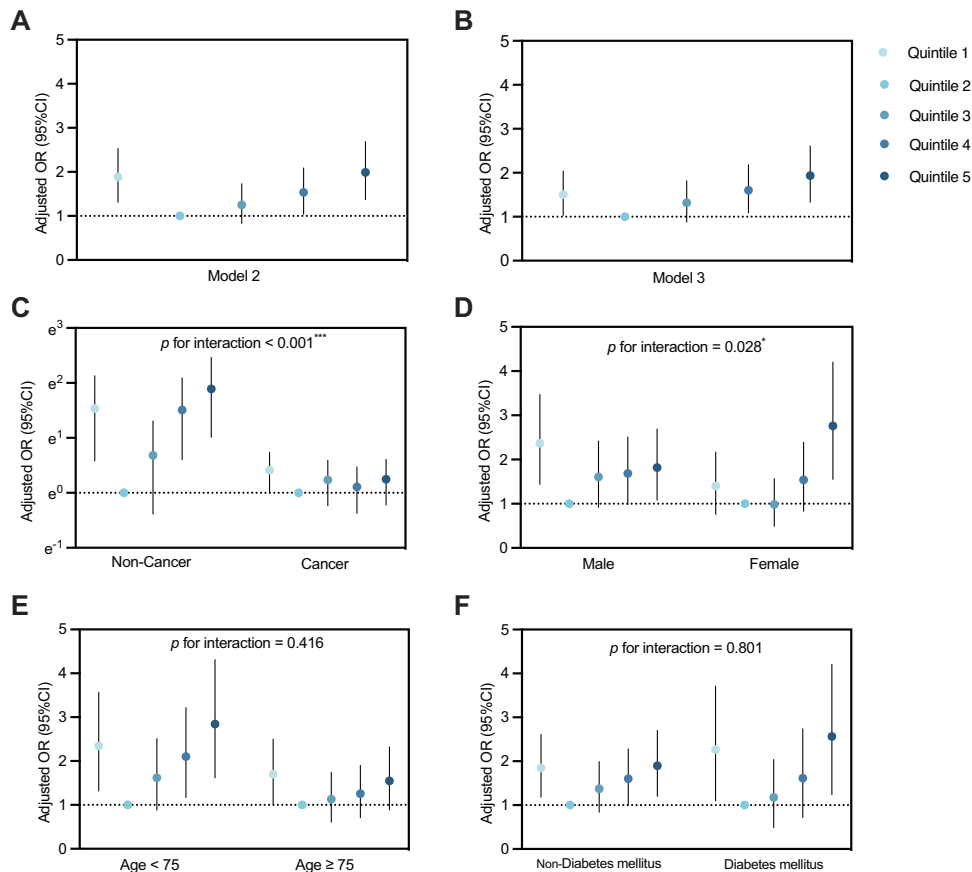 A
Adjusted OR (95%CI)
5
4
3
2
1
0
Model 2
B
Adjusted OR (95%CI)
5
4
3
2
1
0
Model 3
Quintile 1
Quintile 2
Quintile 3
Quintile 4
Quintile 5
C
Adjusted OR (95%CI)
e3
e2
e1
e0
e-1
p for interaction < 0.001***
Non-Cancer
Cancer
D
Adjusted OR (95%CI)
5
4
3
2
1
0
p for interaction = 0.028*
Male
Female
E
Adjusted OR (95%CI)
5
4
3
2
1
0
p for interaction = 0.416
Age < 75
Age ≥ 75
F
Adjusted OR (95%CI)
5
4
3
2
1
0
p for interaction = 0.801
Non-Diabetes mellitus
Diabetes mellitus